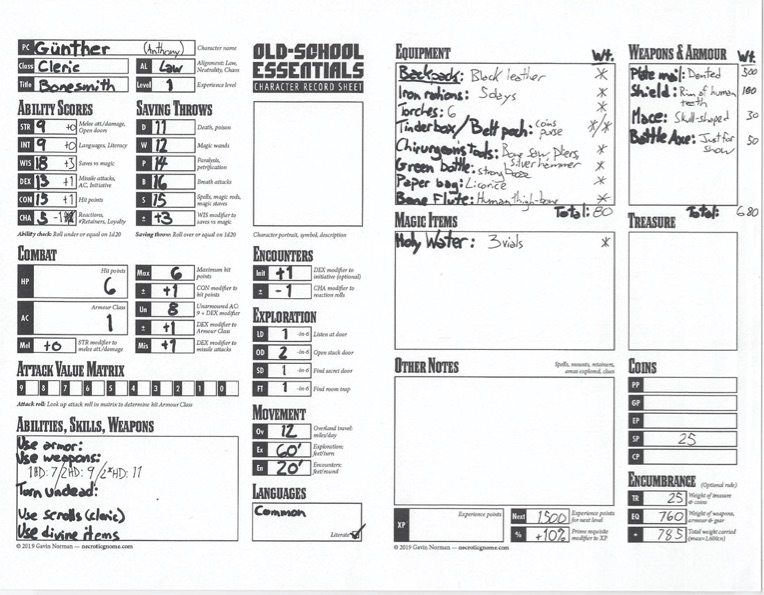 PC Günther (Anthony) Character name
Class Cleric AL Law Alignment: Law, Neutrality, Chaos
Title Bonesmith Level 1 Experience level
OLD-SCHOOL
ESSENTIALS
CHARACTER RECORD SHEET
ABILITY SCORES
STR 9 +0 Melee att/damage, Open doors
INT 9 +0 Languages, Literacy
WIS 18 +3 Saves vs magic
DEX 13 +1 Missile attacks, AC, Initiative
CON 13 +1 Hit points
CHA 5 -1 Reactions, #Retainers, Loyalty
Ability check: Roll under or equal on 1d20
SAVING THROWS
D 11 Death, poison
W 12 Magic wands
P 14 Paralysis, petrification
B 16 Breath attacks
S 15 Spells, magic rods, magic staves
± +3 WIS modifier to saves vs magic
Saving throw: Roll over or equal on 1d20
Character portrait, symbol, description
COMBAT
HP 6 Hit points
AC 1 Armour Class
Mel +0 STR modifier to melee att./damage
Max 6 Maximum hit points
± +1 CON modifier to hit points
Un 8 Unarmoured AC: 9 + DEX modifier
± +1 DEX modifier to Armour Class
Mis +1 DEX modifier to missile attacks
ATTACK VALUE MATRIX
9 8 7 6 5 4 3 2 1 0
Attack roll: Look up attack roll in matrix to determine hit Armour Class
ABILITIES, SKILLS, WEAPONS
Use armor:
Use weapons:
1HD: 7/2HD: 9/2*HD: 11
Turn undead:
Use scrolls (cleric)
Use divine items
ENCOUNTERS
Init +1 DEX modifier to initiative (optional)
± -1 CHA modifier to reaction rolls
EXPLORATION
LD 1 -in-6 Listen at door
OD 2 -in-6 Open stuck door
SD 1 -in-6 Find secret door
FT 1 -in-6 Find room trap
MOVEMENT
Ov 12 Overland travel: miles/day
Ex 60' Exploration: feet/turn
En 20' Encounters: feet/round
LANGUAGES
Common
Literate
© 2019 Gavin Norman — necroticgnome.com
EQUIPMENT Wt.
Backpack: Black leather *
Iron rations: 5 days *
Torches: 6 *
Tinderbox/Belt pouch: coins purse */*
Chirurgeons tools: Bone saw, pliers, silver hammer *
Green bottle: strong booze *
Paper bag: Licorice *
Bone Flute: Human thigh-bone *
Total: 80
MAGIC ITEMS
Holy Water: 3 vials *
OTHER NOTES Spells, mounts, retainers, areas explored, clues
XP Experience points
Next 1500 Experience points for next level
% +10% Prime requisite modifier to XP
© 2019 Gavin Norman — necroticgnome.com
WEAPONS & ARMOUR Wt.
Plate mail: Dented 500
Shield: Rim of human teeth 100
Mace: Skull-shaped 30
Battle Axe: Just for show 50
Total: 680
TREASURE
COINS
PP
GP
EP
SP 25
CP
ENCUMBRANCE (Optional rule)
TR 25 Weight of treasure & coins
EQ 760 Weight of weapons, armour & gear
= 785 Total weight carried (max=1,600cn)